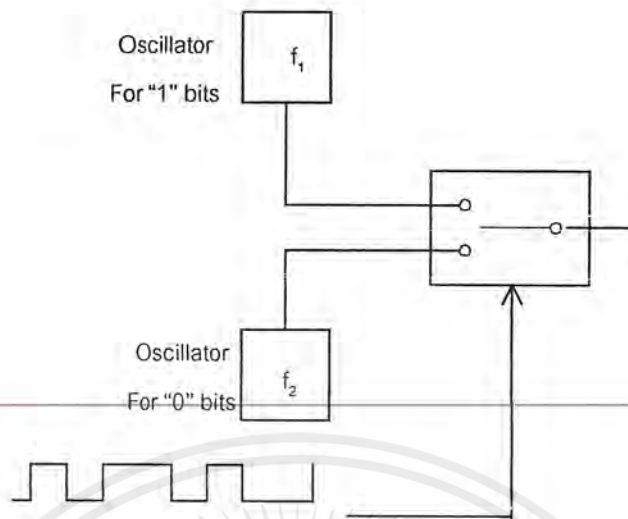 Oscillator
For "1" bits
f₁
Oscillator
For "0" bits
f₂